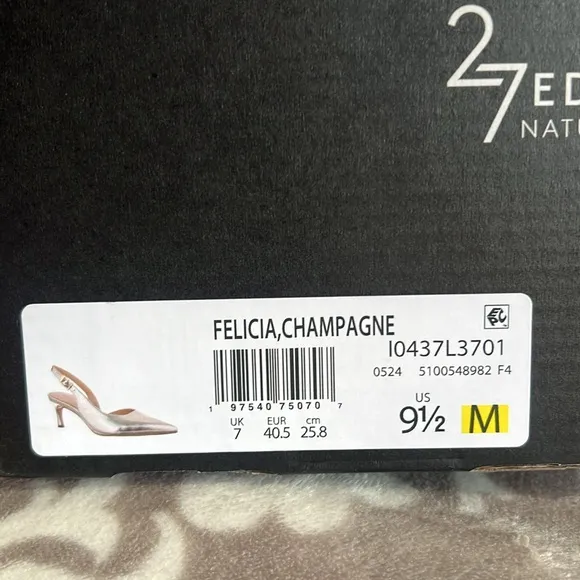 27 ED
NAT
FELICIA,CHAMPAGNE
I0437L3701
0524 5100548982 F4
1 97540 75070 7
UK EUR cm
7 40.5 25.8
US
9½ M